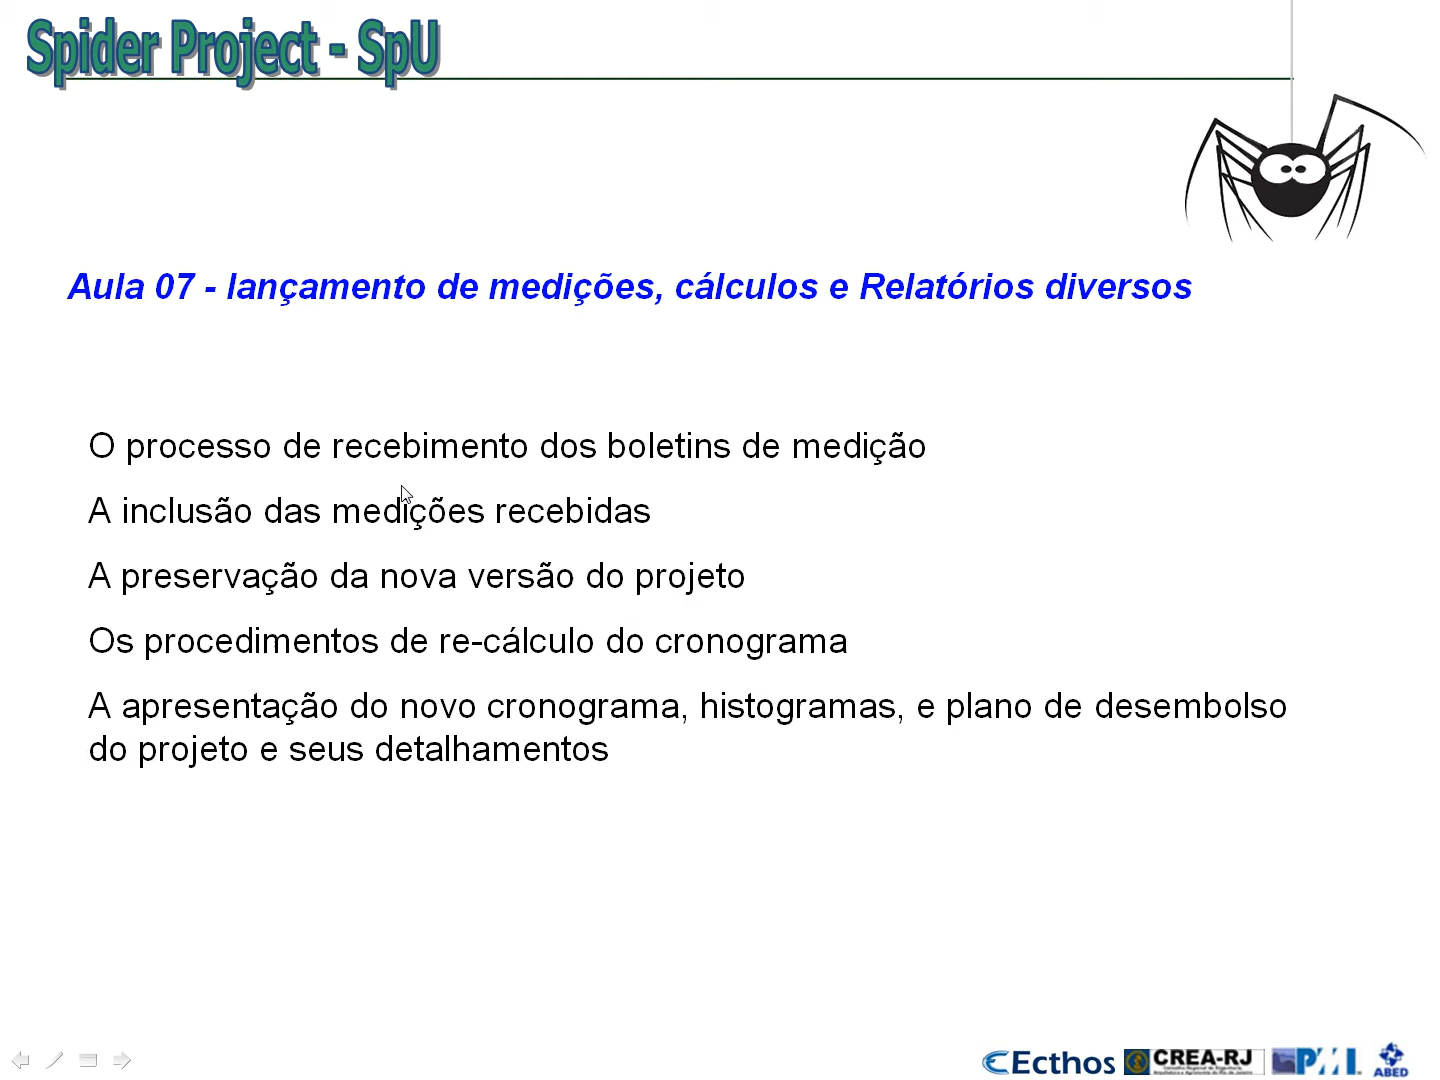 Spider Project - SpU
Aula 07 - lançamento de medições, cálculos e Relatórios diversos
O processo de recebimento dos boletins de medição
A inclusão das medições recebidas
A preservação da nova versão do projeto
Os procedimentos de re-cálculo do cronograma
A apresentação do novo cronograma, histogramas, e plano de desembolso
do projeto e seus detalhamentos
Ecthos
CREA-RJ
PMI
ABED